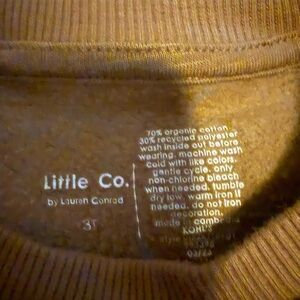 70% organic cotton
30% recycled polyester
wash inside out before
wearing. machine wash
cold with like colors.
gentle cycle. only
non-chlorine bleach
when needed. tumble
dry low. warm iron if
needed. do not iron
decoration.
made in cambodia
KOHL'S
style
Little Co.
by Lauren Conrad
3T